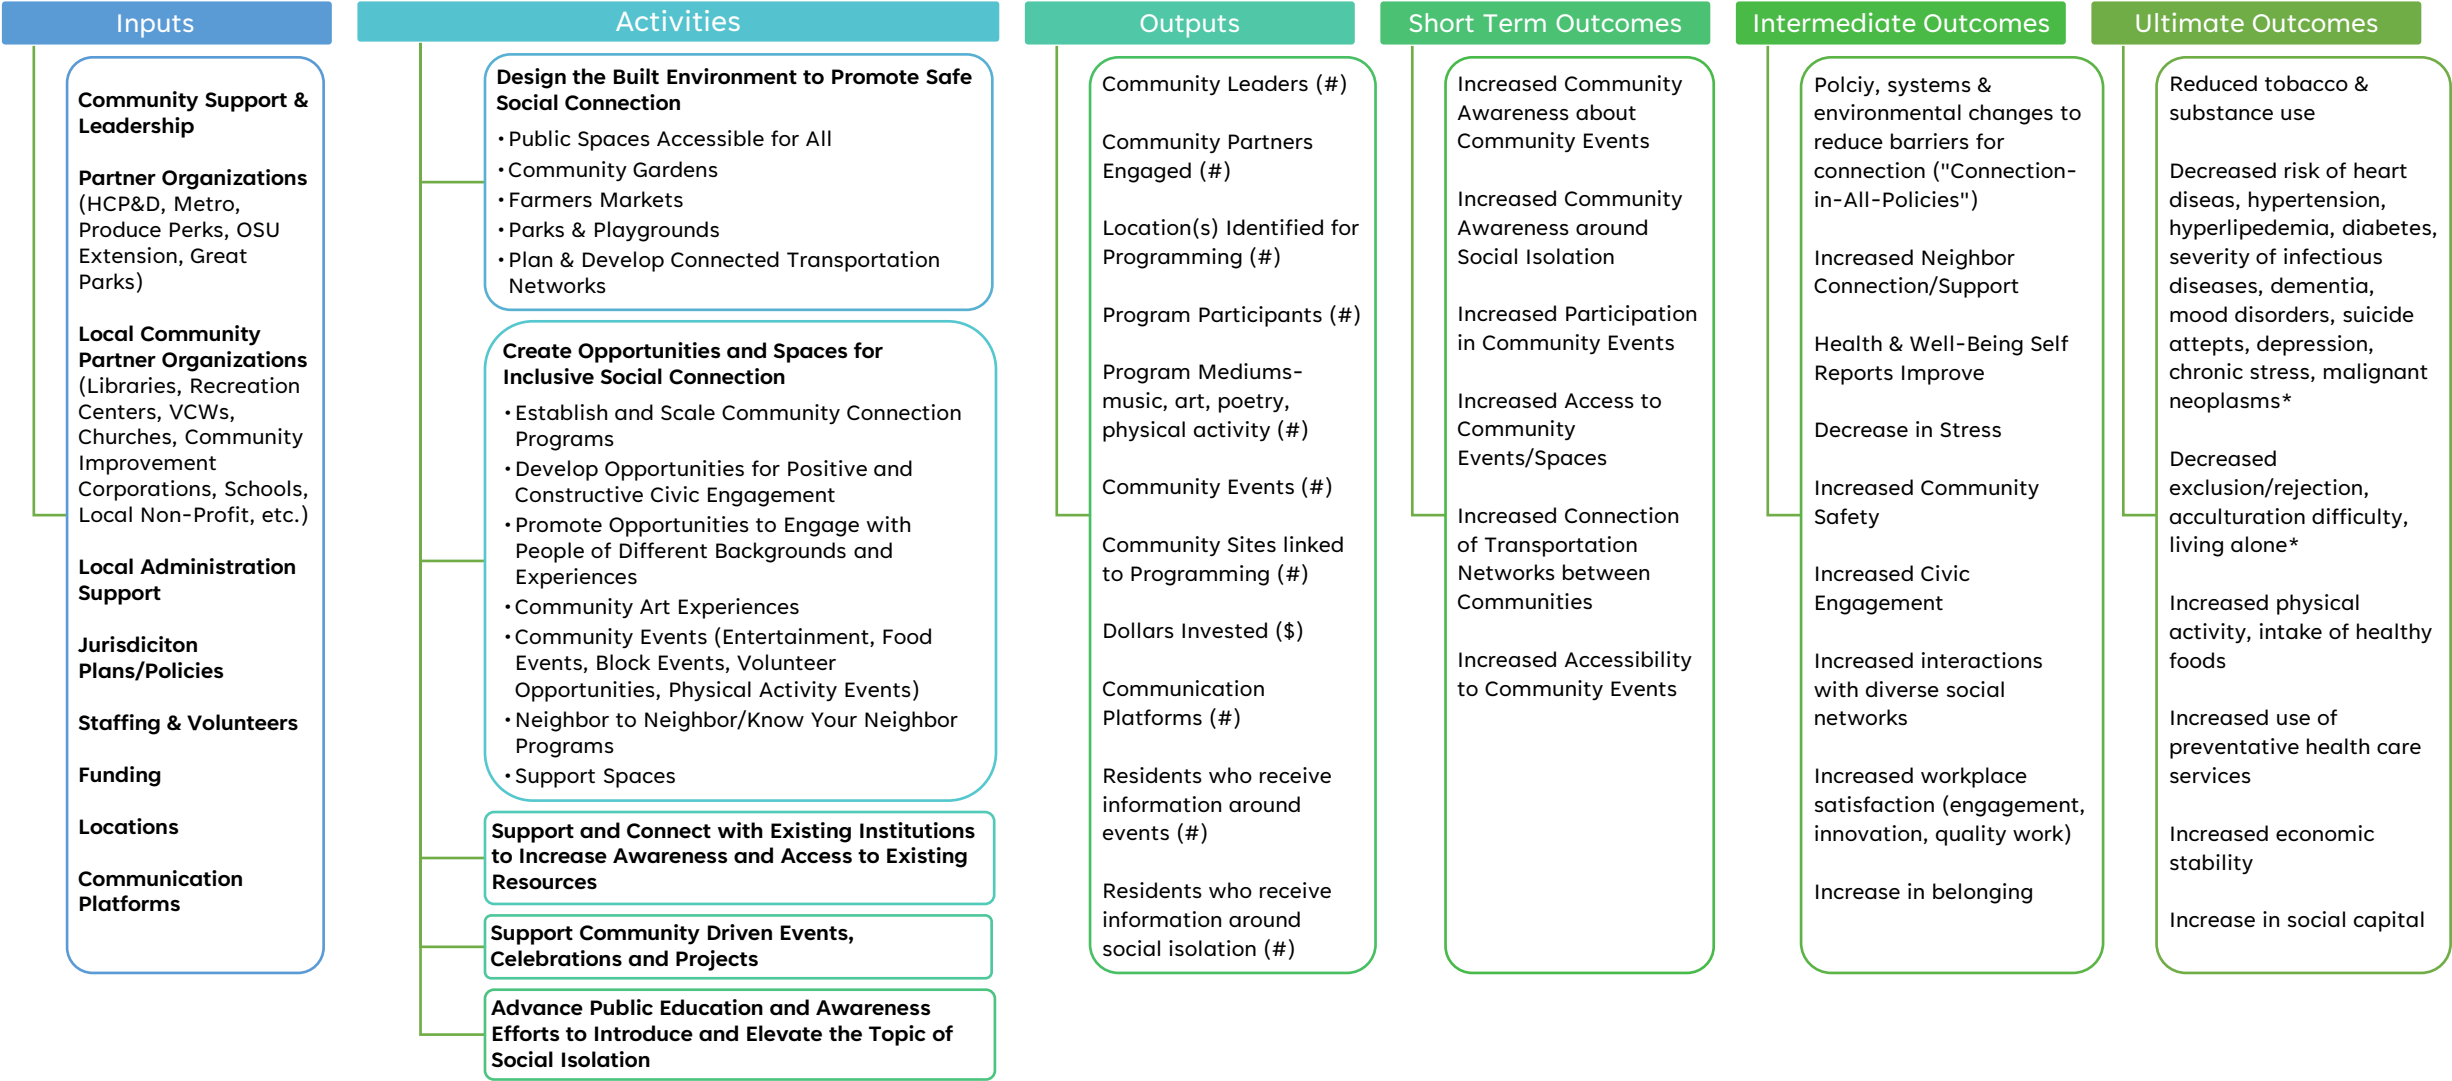 Inputs
Community Support &
Leadership
Partner Organizations
(HCP&D, Metro,
Produce Perks, OSU
Extension, Great
Parks)
Local Community
Partner Organizations
(Libraries, Recreation
Centers, VCWs,
Churches, Community
Improvement
Corporations, Schools,
Local Non-Profit, etc.)
Local Administration
Support
Jurisdiciton
Plans/Policies
Staffing & Volunteers
Funding
Locations
Communication
Platforms
Activities
Design the Built Environment to Promote Safe
Social Connection
• Public Spaces Accessible for All
• Community Gardens
• Farmers Markets
• Parks & Playgrounds
• Plan & Develop Connected Transportation
Networks
Create Opportunities and Spaces for
Inclusive Social Connection
• Establish and Scale Community Connection
Programs
• Develop Opportunities for Positive and
Constructive Civic Engagement
• Promote Opportunities to Engage with
People of Different Backgrounds and
Experiences
• Community Art Experiences
• Community Events (Entertainment, Food
Events, Block Events, Volunteer
Opportunities, Physical Activity Events)
• Neighbor to Neighbor/Know Your Neighbor
Programs
• Support Spaces
Support and Connect with Existing Institutions
to Increase Awareness and Access to Existing
Resources
Support Community Driven Events,
Celebrations and Projects
Advance Public Education and Awareness
Efforts to Introduce and Elevate the Topic of
Social Isolation
Outputs
Community Leaders (#)
Community Partners
Engaged (#)
Location(s) Identified for
Programming (#)
Program Participants (#)
Program Mediums-
music, art, poetry,
physical activity (#)
Community Events (#)
Community Sites linked
to Programming (#)
Dollars Invested ($)
Communication
Platforms (#)
Residents who receive
information around
events (#)
Residents who receive
information around
social isolation (#)
Short Term Outcomes
Increased Community
Awareness about
Community Events
Increased Community
Awareness around
Social Isolation
Increased Participation
in Community Events
Increased Access to
Community
Events/Spaces
Increased Connection
of Transportation
Networks between
Communities
Increased Accessibility
to Community Events
Intermediate Outcomes
Polciy, systems &
environmental changes to
reduce barriers for
connection ("Connection-
in-All-Policies")
Increased Neighbor
Connection/Support
Health & Well-Being Self
Reports Improve
Decrease in Stress
Increased Community
Safety
Increased Civic
Engagement
Increased interactions
with diverse social
networks
Increased workplace
satisfaction (engagement,
innovation, quality work)
Increase in belonging
Ultimate Outcomes
Reduced tobacco &
substance use
Decreased risk of heart
diseas, hypertension,
hyperlipedemia, diabetes,
severity of infectious
diseases, dementia,
mood disorders, suicide
attepts, depression,
chronic stress, malignant
neoplasms*
Decreased
exclusion/rejection,
acculturation difficulty,
living alone*
Increased physical
activity, intake of healthy
foods
Increased use of
preventative health care
services
Increased economic
stability
Increase in social capital